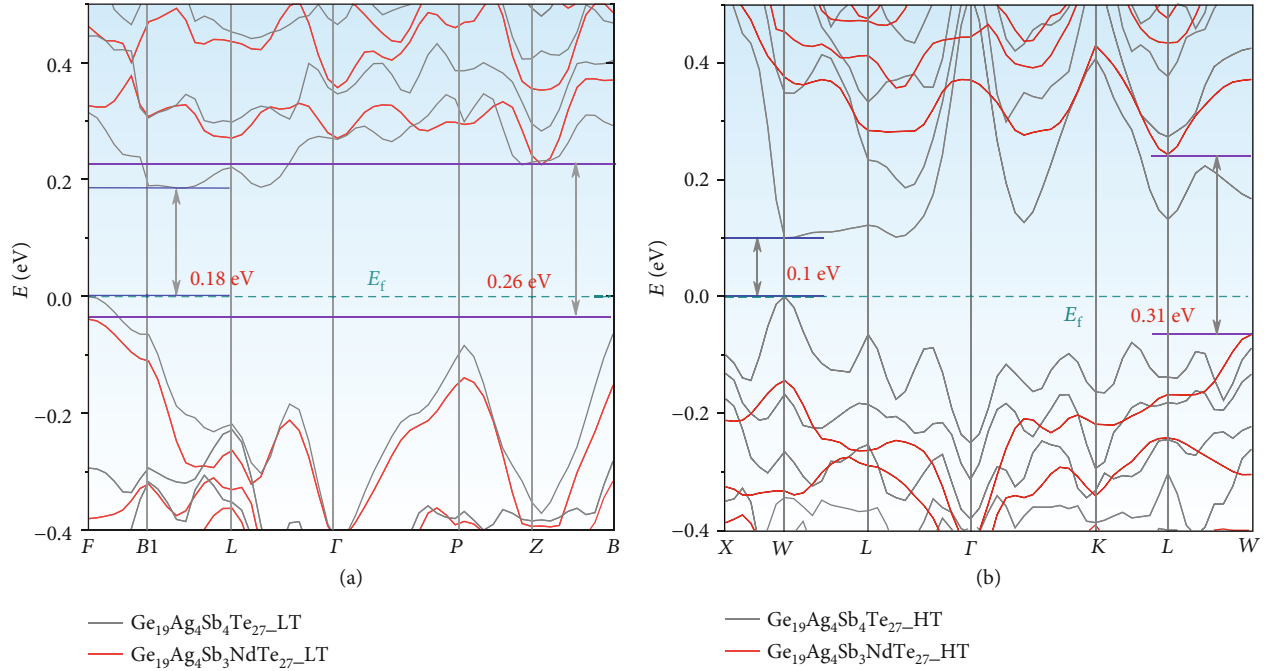 0.4
0.2
0.0
−0.2
−0.4
E (eV)
0.18 eV
E_f
0.26 eV
F B1 L Γ P Z B
(a)
Ge₁₉Ag₄Sb₄Te₂₇_LT
Ge₁₉Ag₄Sb₃NdTe₂₇_LT
0.4
0.2
0.0
−0.2
−0.4
E (eV)
0.1 eV
E_f
0.31 eV
X W L Γ K L W
(b)
Ge₁₉Ag₄Sb₄Te₂₇_HT
Ge₁₉Ag₄Sb₃NdTe₂₇_HT